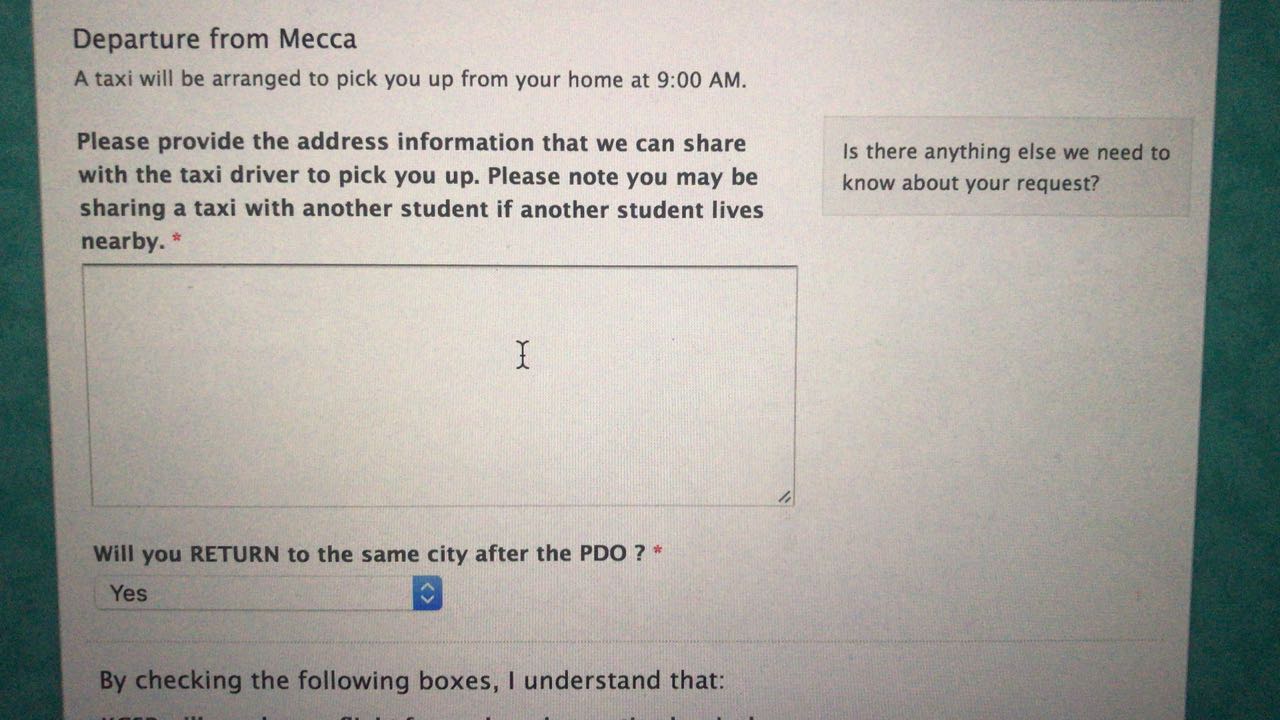 Departure from Mecca
A taxi will be arranged to pick you up from your home at 9:00 AM.
Please provide the address information that we can share
with the taxi driver to pick you up. Please note you may be
sharing a taxi with another student if another student lives
nearby. *
Is there anything else we need to
know about your request?
Will you RETURN to the same city after the PDO ? *
Yes
By checking the following boxes, I understand that: